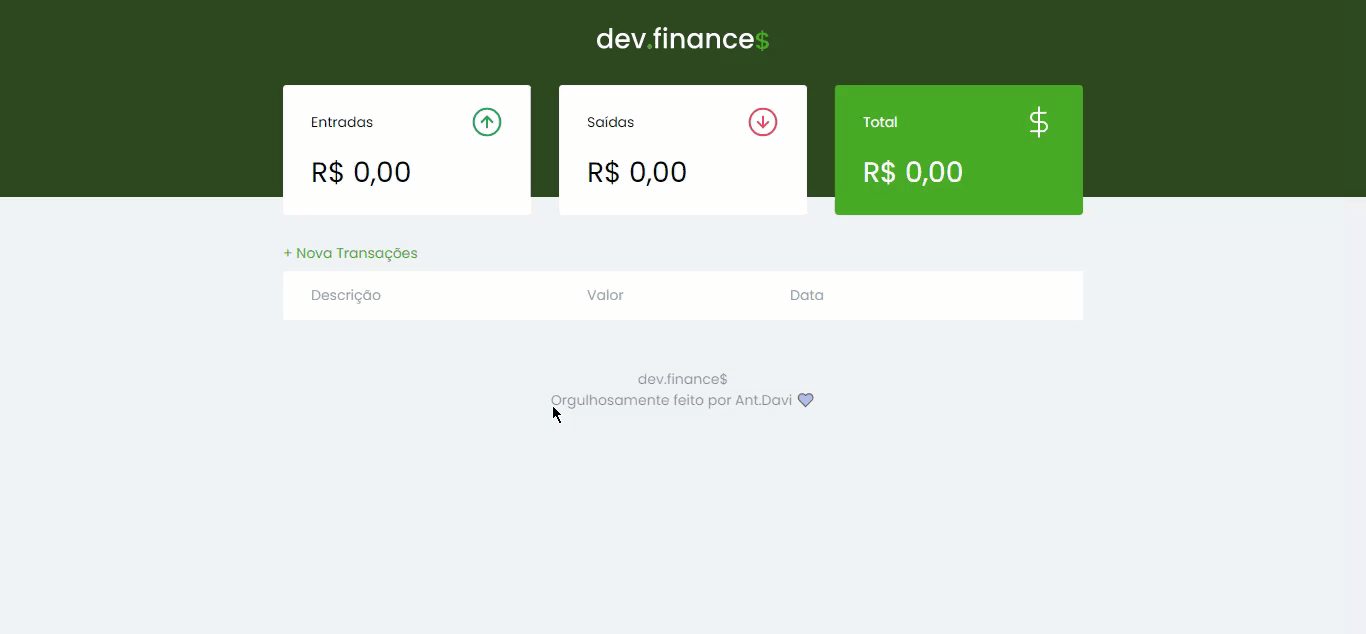 dev.finance$
Entradas
R$ 0,00
Saídas
R$ 0,00
Total
$
R$ 0,00
+ Nova Transações
Descrição Valor Data
dev.finance$
Orgulhosamente feito por Ant.Davi 💜